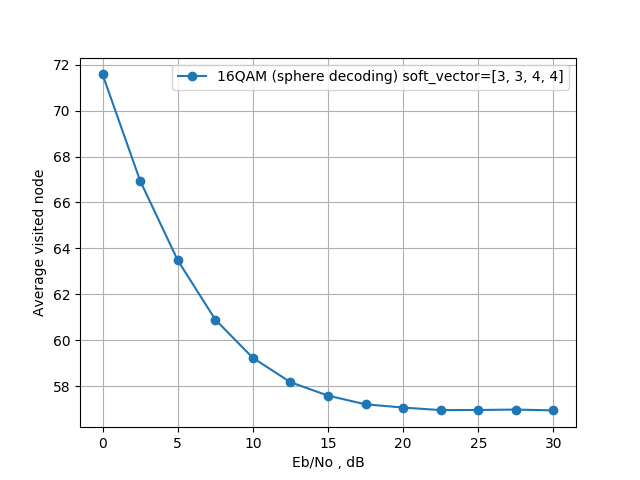 16QAM (sphere decoding) soft_vector=[3, 3, 4, 4]
Average visited node
72
70
68
66
64
62
60
58
0 5 10 15 20 25 30
Eb/No , dB